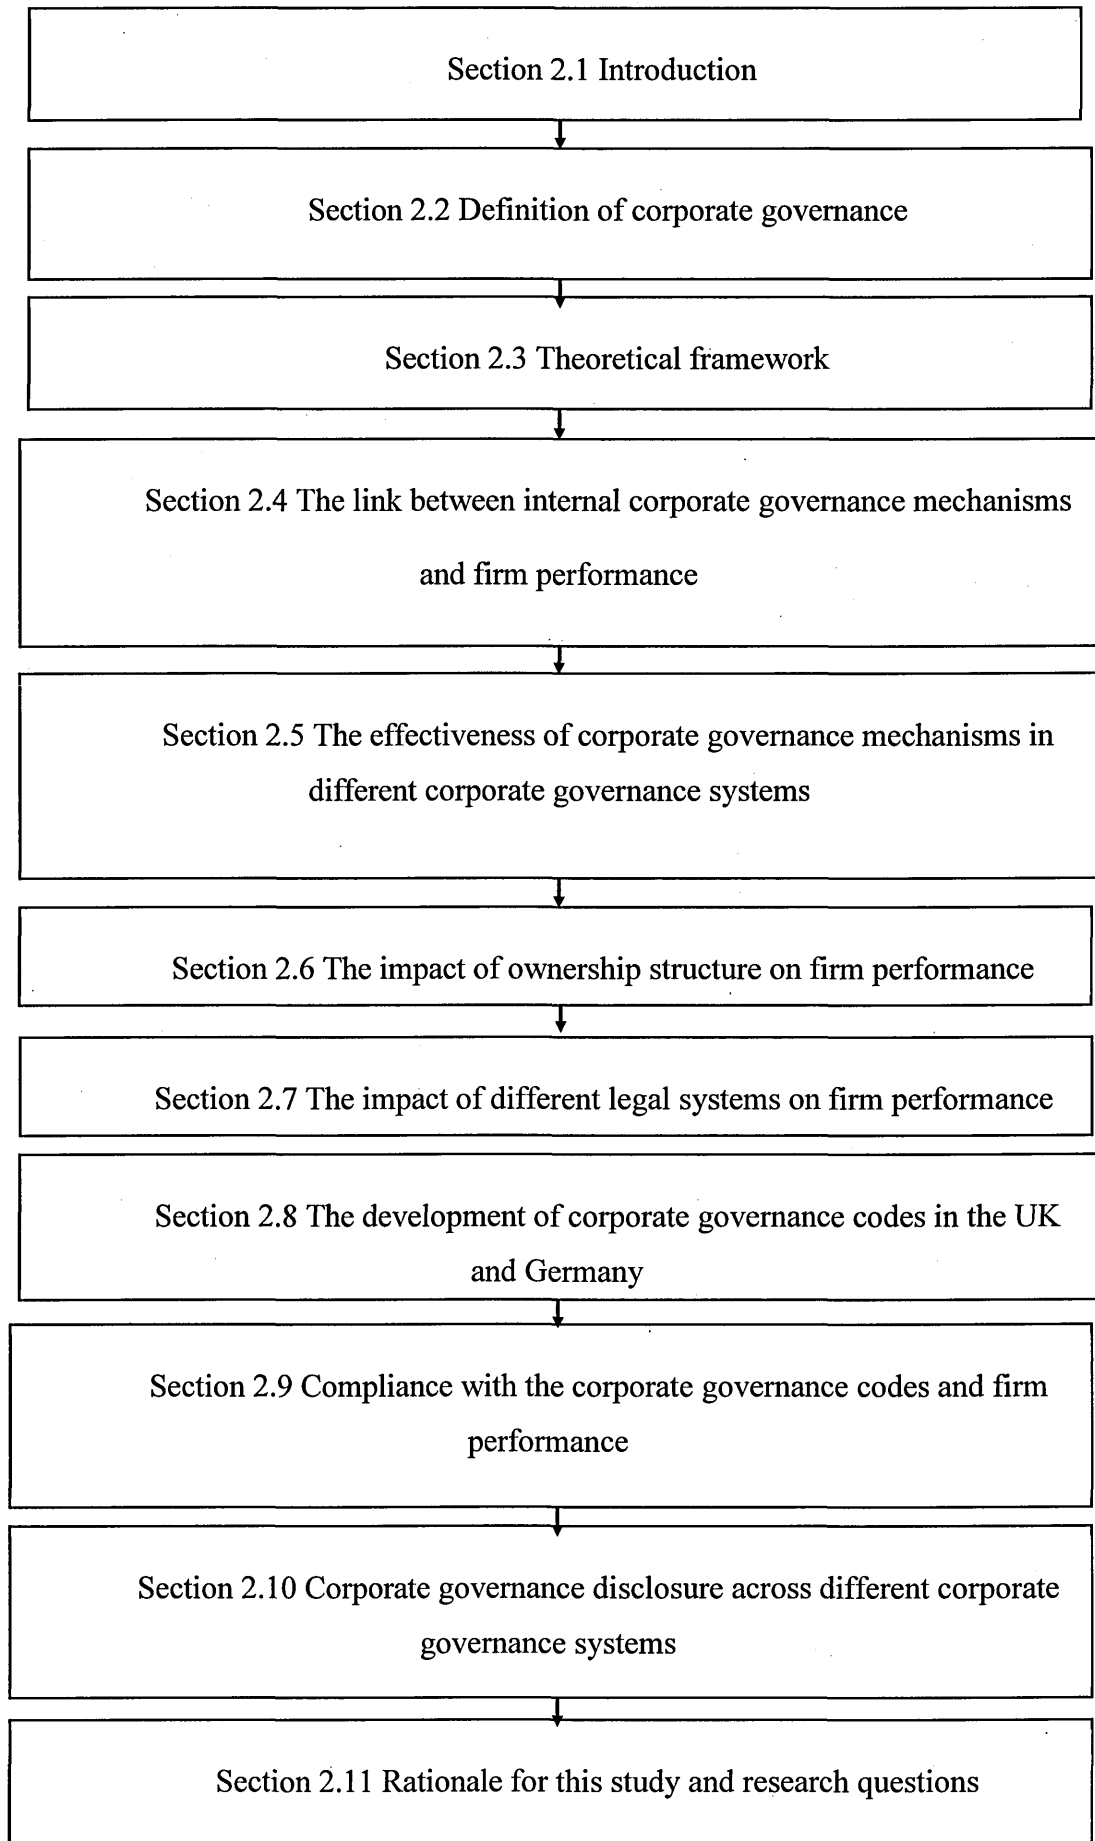 Section 2.1 Introduction
Section 2.2 Definition of corporate governance
Section 2.3 Theoretical framework
Section 2.4 The link between internal corporate governance mechanisms
and firm performance
Section 2.5 The effectiveness of corporate governance mechanisms in
different corporate governance systems
Section 2.6 The impact of ownership structure on firm performance
Section 2.7 The impact of different legal systems on firm performance
Section 2.8 The development of corporate governance codes in the UK
and Germany
Section 2.9 Compliance with the corporate governance codes and firm
performance
Section 2.10 Corporate governance disclosure across different corporate
governance systems
Section 2.11 Rationale for this study and research questions